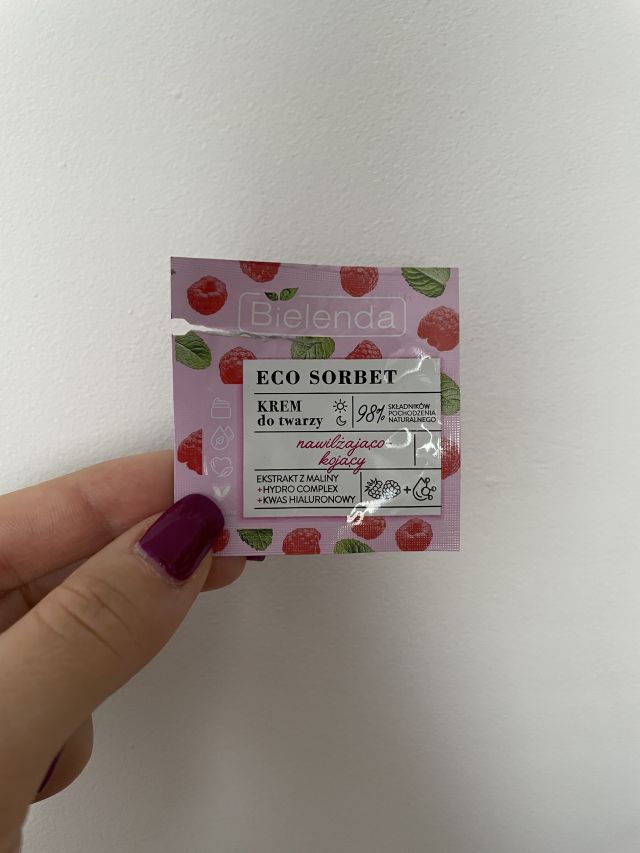 Bielenda
ECO SORBET
KREM
do twarzy
98%
SKŁADNIKÓW
POCHODZENIA
NATURALNEGO
nawilżająco-
kojący
EKSTRAKT Z MALINY
+HYDRO COMPLEX
+KWAS HIALURONOWY